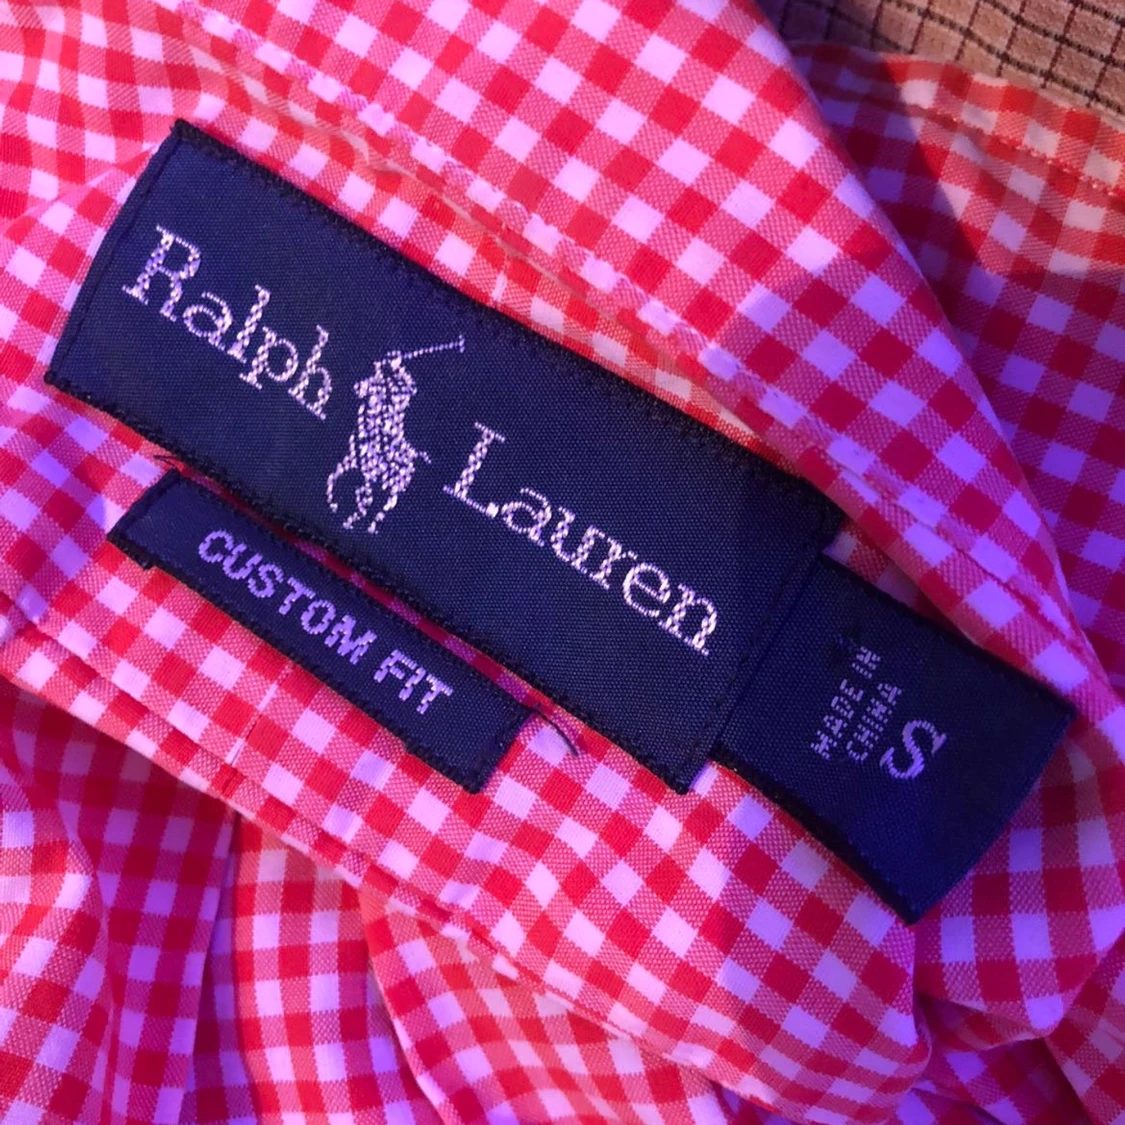 Ralph Lauren
CUSTOM FIT
MADE IN
CHINA
S